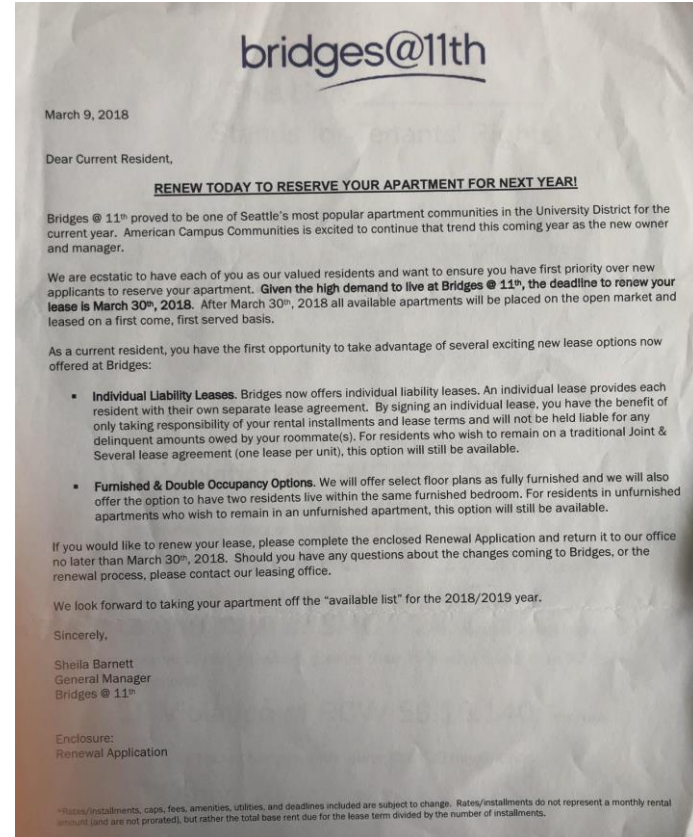 bridges@11th
March 9, 2018
Dear Current Resident,
RENEW TODAY TO RESERVE YOUR APARTMENT FOR NEXT YEAR!
Bridges @ 11th proved to be one of Seattle's most popular apartment communities in the University District for the
current year. American Campus Communities is excited to continue that trend this coming year as the new owner
and manager.
We are ecstatic to have each of you as our valued residents and want to ensure you have first priority over new
applicants to reserve your apartment. Given the high demand to live at Bridges @ 11th, the deadline to renew your
lease is March 30th, 2018. After March 30th, 2018 all available apartments will be placed on the open market and
leased on a first come, first served basis.
As a current resident, you have the first opportunity to take advantage of several exciting new lease options now
offered at Bridges:
▪ Individual Liability Leases. Bridges now offers individual liability leases. An individual lease provides each
resident with their own separate lease agreement. By signing an individual lease, you have the benefit of
only taking responsibility of your rental installments and lease terms and will not be held liable for any
delinquent amounts owed by your roommate(s). For residents who wish to remain on a traditional Joint &
Several lease agreement (one lease per unit), this option will still be available.
▪ Furnished & Double Occupancy Options. We will offer select floor plans as fully furnished and we will also
offer the option to have two residents live within the same furnished bedroom. For residents in unfurnished
apartments who wish to remain in an unfurnished apartment, this option will still be available.
If you would like to renew your lease, please complete the enclosed Renewal Application and return it to our office
no later than March 30th, 2018. Should you have any questions about the changes coming to Bridges, or the
renewal process, please contact our leasing office.
We look forward to taking your apartment off the "available list" for the 2018/2019 year.
Sincerely,
Sheila Barnett
General Manager
Bridges @ 11th
Enclosure:
Renewal Application
*Rates/installments, caps, fees, amenities, utilities, and deadlines included are subject to change. Rates/installments do not represent a monthly rental
amount (and are not prorated), but rather the total base rent due for the lease term divided by the number of installments.